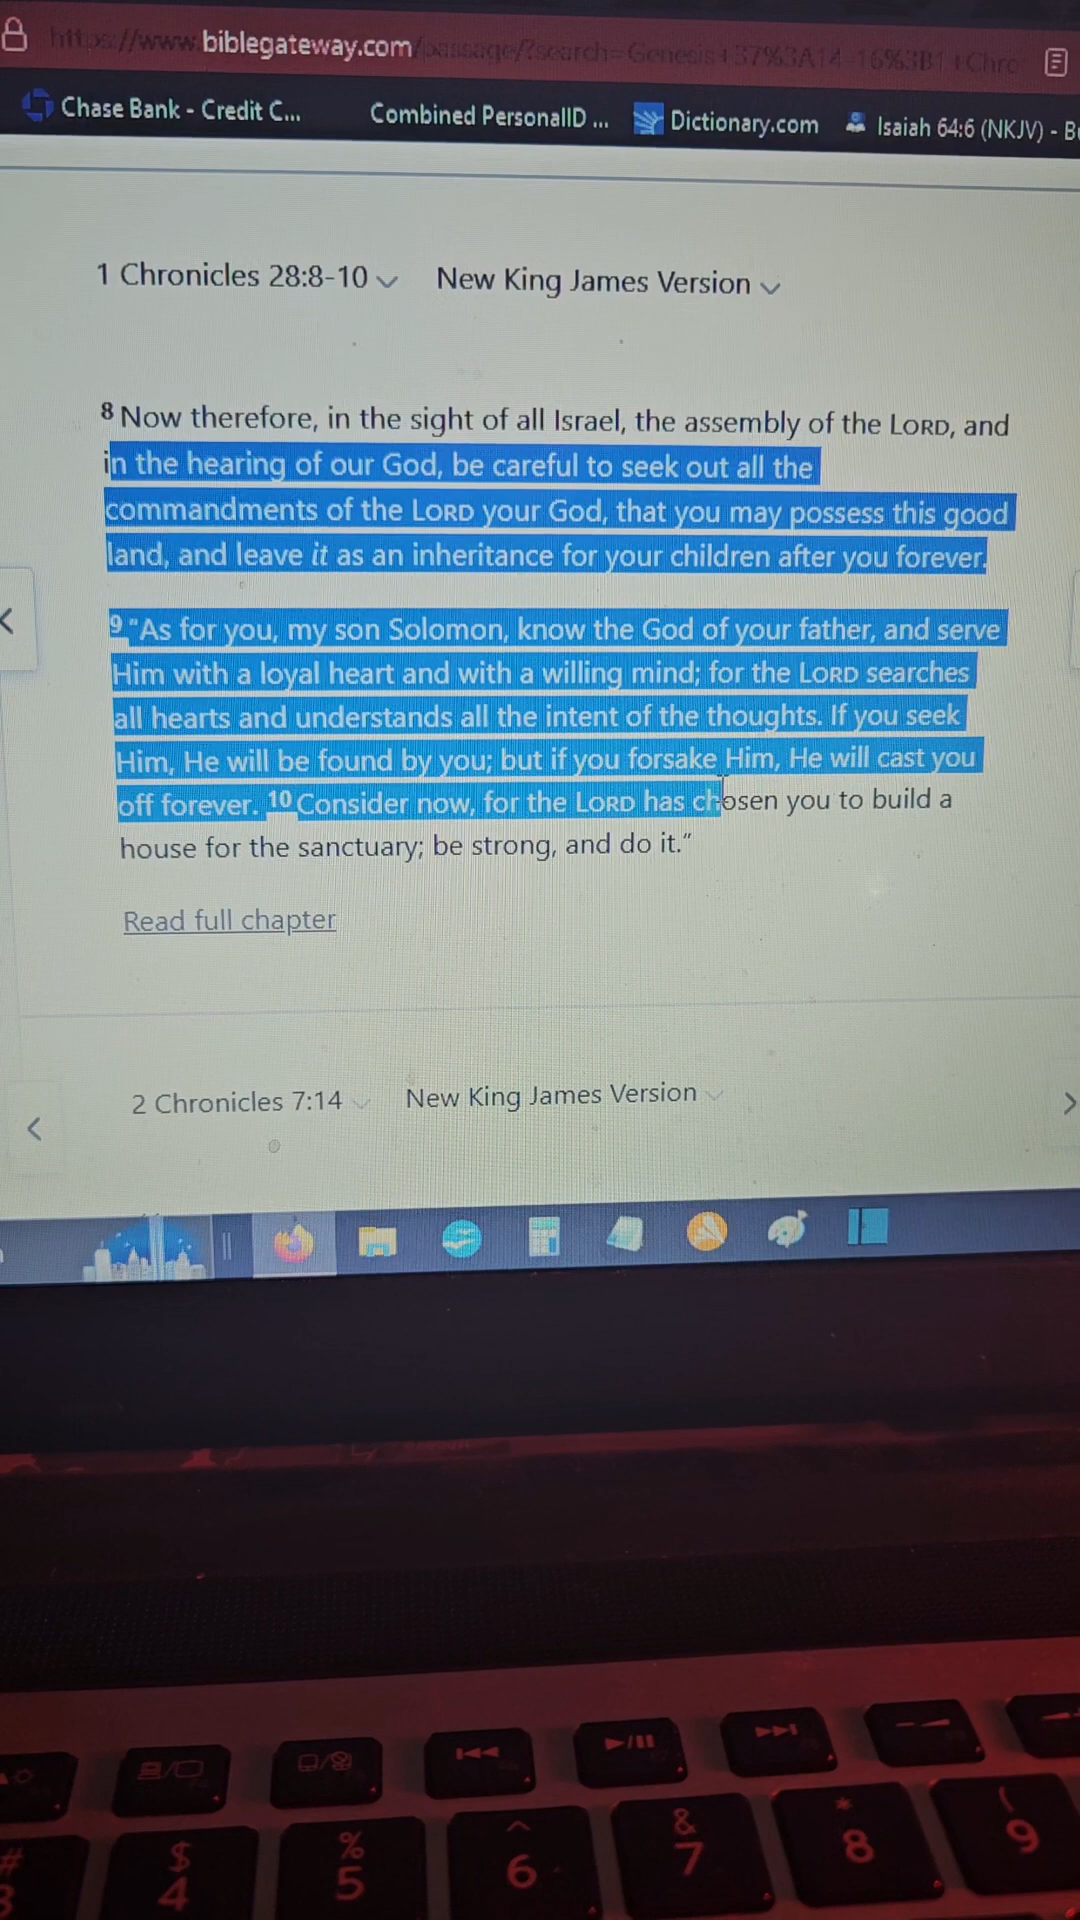 https://www.biblegateway.com/passage/?search=Genesis+37%3A14-16%3B1+Chro
Chase Bank - Credit C... Combined PersonalID ... Dictionary.com Isaiah 64:6 (NKJV) - B
1 Chronicles 28:8-10 New King James Version
8 Now therefore, in the sight of all Israel, the assembly of the LORD, and
in the hearing of our God, be careful to seek out all the
commandments of the LORD your God, that you may possess this good
land, and leave it as an inheritance for your children after you forever.
9 "As for you, my son Solomon, know the God of your father, and serve
Him with a loyal heart and with a willing mind; for the LORD searches
all hearts and understands all the intent of the thoughts. If you seek
Him, He will be found by you; but if you forsake Him, He will cast you
off forever. 10 Consider now, for the LORD has chosen you to build a
house for the sanctuary; be strong, and do it."
Read full chapter
2 Chronicles 7:14 New King James Version
# $ % ^ & * (
3 4 5 6 7 8 9